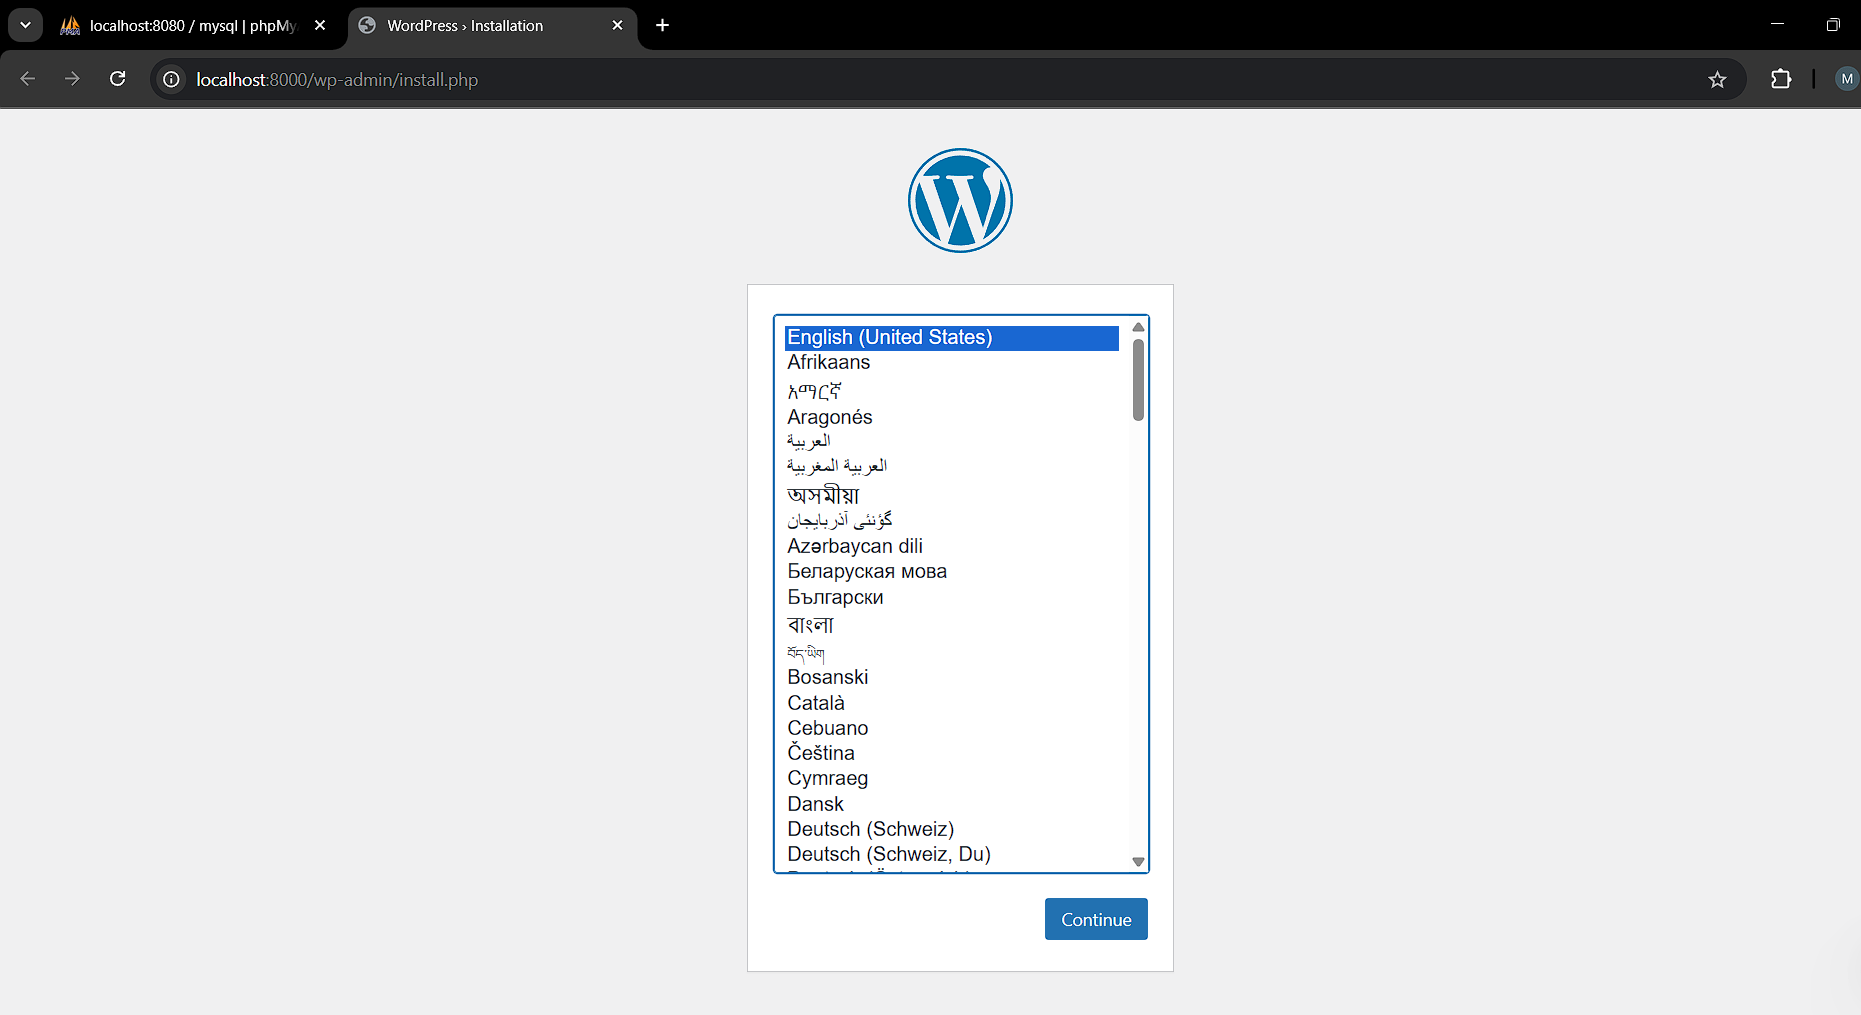 localhost:8080 / mysql | phpMy
WordPress › Installation
localhost:8000/wp-admin/install.php
M
English (United States)
Afrikaans
አማርኛ
Aragonés
العربية
العربية المغربية
অসমীয়া
گؤنئی آذربایجان
Azərbaycan dili
Беларуская мова
Български
বাংলা
བོད་ཡིག
Bosanski
Català
Cebuano
Čeština
Cymraeg
Dansk
Deutsch (Schweiz)
Deutsch (Schweiz, Du)
Continue